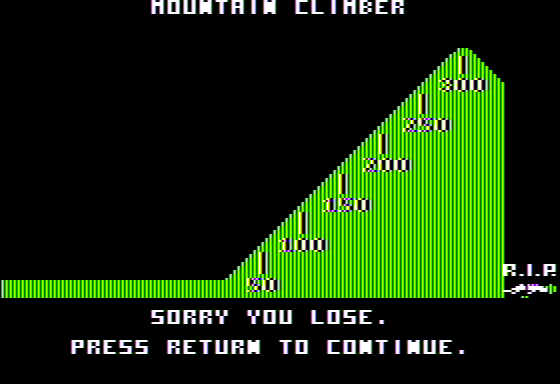 MOUNTAIN CLIMBER
300
250
200
150
100
50
R.I.P.
SORRY YOU LOSE.
PRESS RETURN TO CONTINUE.